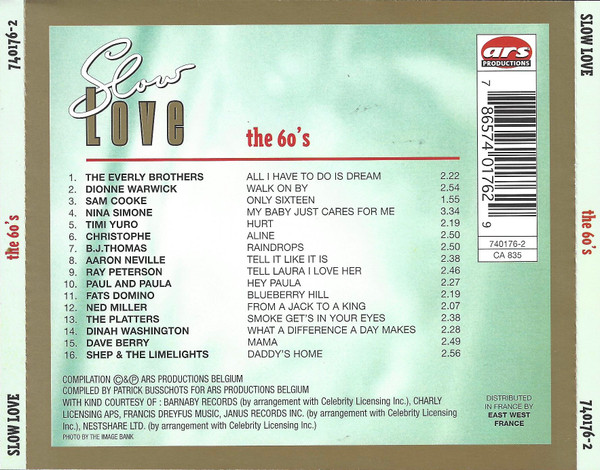 740176-2
the 60's
SLOW LOVE
Slow
LOVE
the 60's
ars
PRODUCTIONS
7 86574 01762 9
740176-2
CA 835
1. THE EVERLY BROTHERS ALL I HAVE TO DO IS DREAM 2.22
2. DIONNE WARWICK WALK ON BY 2.54
3. SAM COOKE ONLY SIXTEEN 1.55
4. NINA SIMONE MY BABY JUST CARES FOR ME 3.34
5. TIMI YURO HURT 2.19
6. CHRISTOPHE ALINE 2.50
7. B.J.THOMAS RAINDROPS 2.50
8. AARON NEVILLE TELL IT LIKE IT IS 2.38
9. RAY PETERSON TELL LAURA I LOVE HER 2.46
10. PAUL AND PAULA HEY PAULA 2.27
11. FATS DOMINO BLUEBERRY HILL 2.19
12. NED MILLER FROM A JACK TO A KING 2.07
13. THE PLATTERS SMOKE GET'S IN YOUR EYES 2.38
14. DINAH WASHINGTON WHAT A DIFFERENCE A DAY MAKES 2.28
15. DAVE BERRY MAMA 2.49
16. SHEP & THE LIMELIGHTS DADDY'S HOME 2.56
COMPILATION ©&℗ ARS PRODUCTIONS BELGIUM
COMPILED BY PATRICK BUSSCHOTS FOR ARS PRODUCTIONS BELGIUM
WITH KIND COURTESY OF : BARNABY RECORDS (by arrangement with Celebrity Licensing Inc.), CHARLY
LICENSING APS, FRANCIS DREYFUS MUSIC, JANUS RECORDS INC. (by arrangement with Celebrity Licensing
Inc.), NESTSHARE LTD. (by arrangement with Celebrity Licensing Inc.)
PHOTO BY THE IMAGE BANK
DISTRIBUTED
IN FRANCE BY
EAST WEST
FRANCE
SLOW LOVE
the 60's
740176-2